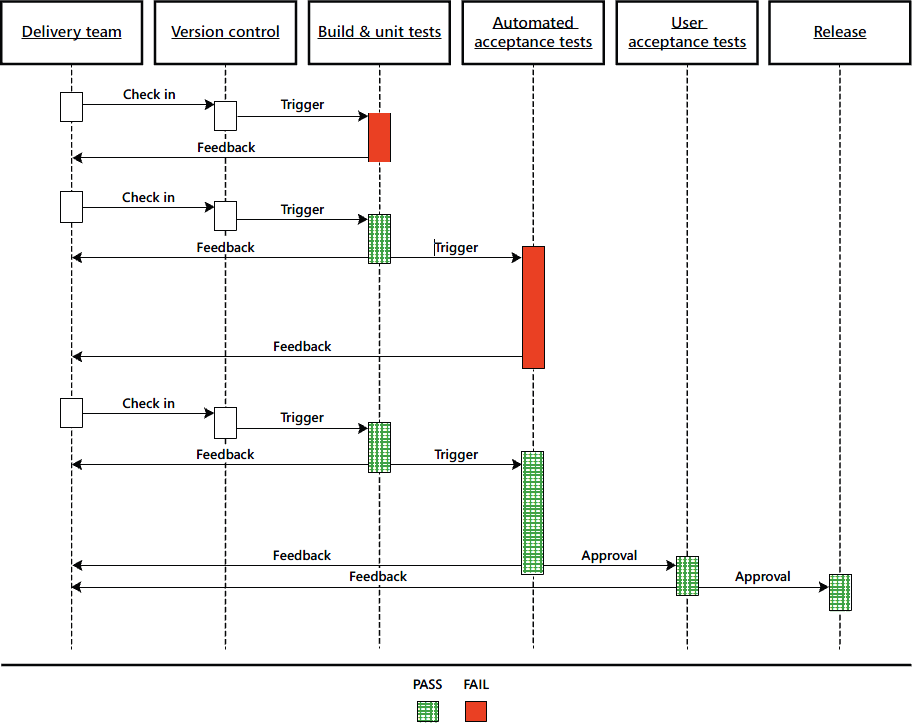 Delivery team
Version control
Build & unit tests
Automated
acceptance tests
User
acceptance tests
Release
Check in
Trigger
Feedback
Check in
Trigger
Feedback
Trigger
Feedback
Check in
Trigger
Feedback
Trigger
Feedback
Approval
Feedback
Approval
PASS
FAIL